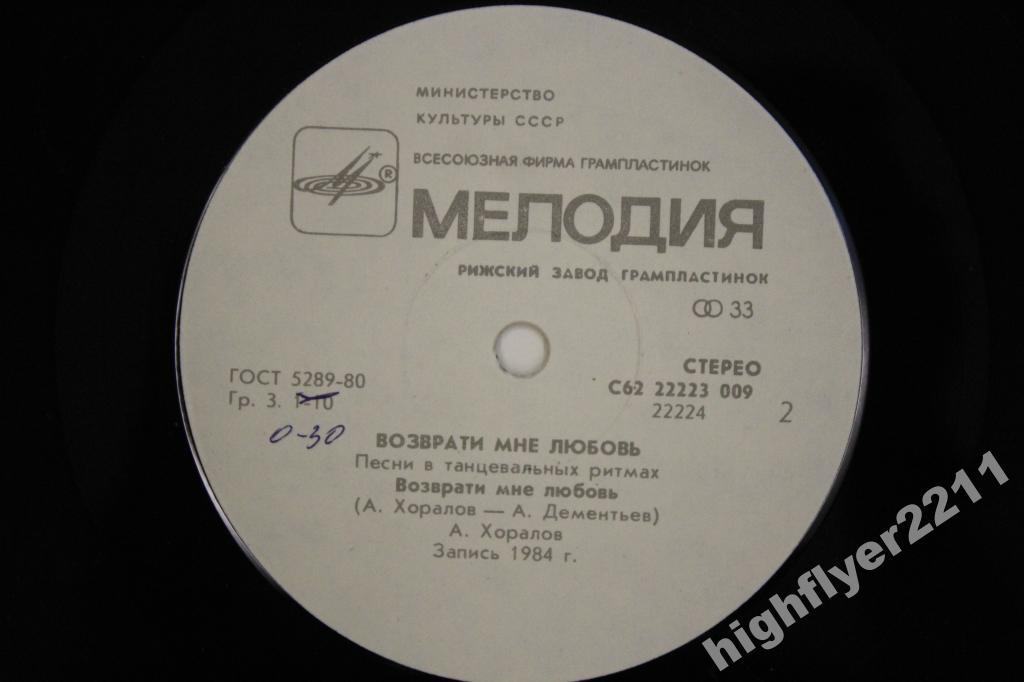 МИНИСТЕРСТВО
КУЛЬТУРЫ СССР
ВСЕСОЮЗНАЯ ФИРМА ГРАМПЛАСТИНОК
®
МЕЛОДИЯ
РИЖСКИЙ ЗАВОД ГРАМПЛАСТИНОК
33
СТЕРЕО
ГОСТ 5289-80
С62 22223 009
Гр. 3. 1-10
22224
2
0-30
ВОЗВРАТИ МНЕ ЛЮБОВЬ
Песни в танцевальных ритмах
Возврати мне любовь
(А. Хоралов — А. Дементьев)
А. Хоралов
Запись 1984 г.
highflyer2211